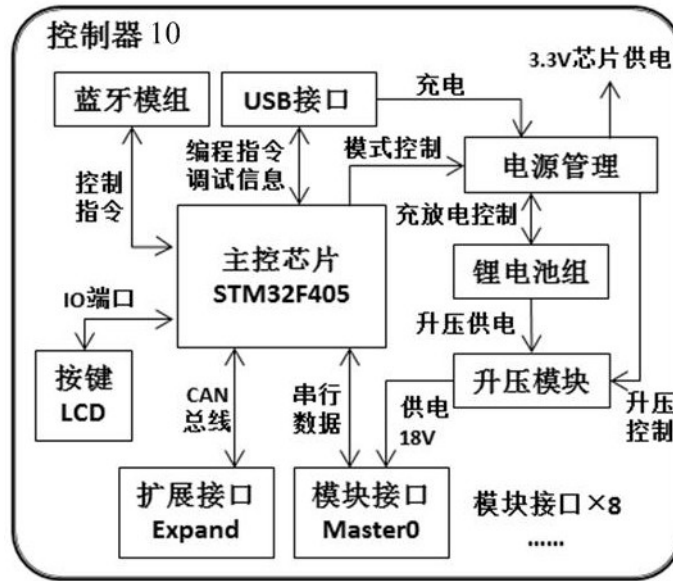 控制器 10
3.3V芯片供电
蓝牙模组
USB接口
充电
编程指令
调试信息
模式控制
电源管理
控制
指令
充放电控制
主控芯片
STM32F405
锂电池组
IO端口
升压供电
按键
LCD
CAN
总线
串行
数据
供电
18V
升压模块
升压
控制
扩展接口
Expand
模块接口
Master0
模块接口×8
……